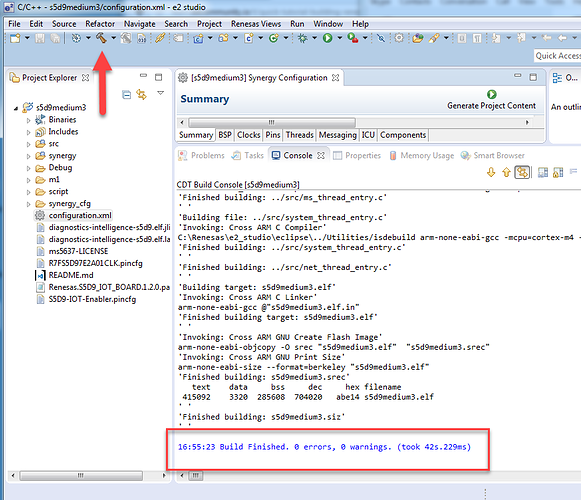 C/C++ - s5d9medium3/configuration.xml - e2 studio
File Edit Source Refactor Navigate Search Project Renesas Views Run Window Help
Quick Access
Project Explorer
s5d9medium3
Binaries
Includes
src
synergy
Debug
m1
script
synergy_cfg
configuration.xml
diagnostics-intelligence-s5d9.elf.jli
diagnostics-intelligence-s5d9.elf.la
ms5637-LICENSE
R7FS5D97E2A01CLK.pincfg
README.md
Renesas.S5D9_IOT_BOARD.1.2.0.pa
S5D9-IOT-Enabler.pincfg
[s5d9medium3] Synergy Configuration
Summary
Generate Project Content
Summary BSP Clocks Pins Threads Messaging ICU Components
O...
An outlin
Problems Tasks Console Properties Memory Usage Smart Browser
CDT Build Console [s5d9medium3]
'Finished building: ../src/ms_thread_entry.c'
' '
'Building file: ../src/system_thread_entry.c'
'Invoking: Cross ARM C Compiler'
C:\Renesas\e2_studio\eclipse\../Utilities/isdebuild arm-none-eabi-gcc -mcpu=cortex-m4 -
'Finished building: ../src/system_thread_entry.c'
' '
'Finished building: ../src/net_thread_entry.c'
' '
'Building target: s5d9medium3.elf'
'Invoking: Cross ARM C Linker'
arm-none-eabi-gcc @"s5d9medium3.elf.in"
'Finished building target: s5d9medium3.elf'
' '
'Invoking: Cross ARM GNU Create Flash Image'
arm-none-eabi-objcopy -O srec "s5d9medium3.elf" "s5d9medium3.srec"
'Invoking: Cross ARM GNU Print Size'
arm-none-eabi-size --format=berkeley "s5d9medium3.elf"
'Finished building: s5d9medium3.srec'
text data bss dec hex filename
415092 3320 285608 704020 abe14 s5d9medium3.elf
' '
'Finished building: s5d9medium3.siz'
' '
16:55:23 Build Finished. 0 errors, 0 warnings. (took 42s.229ms)